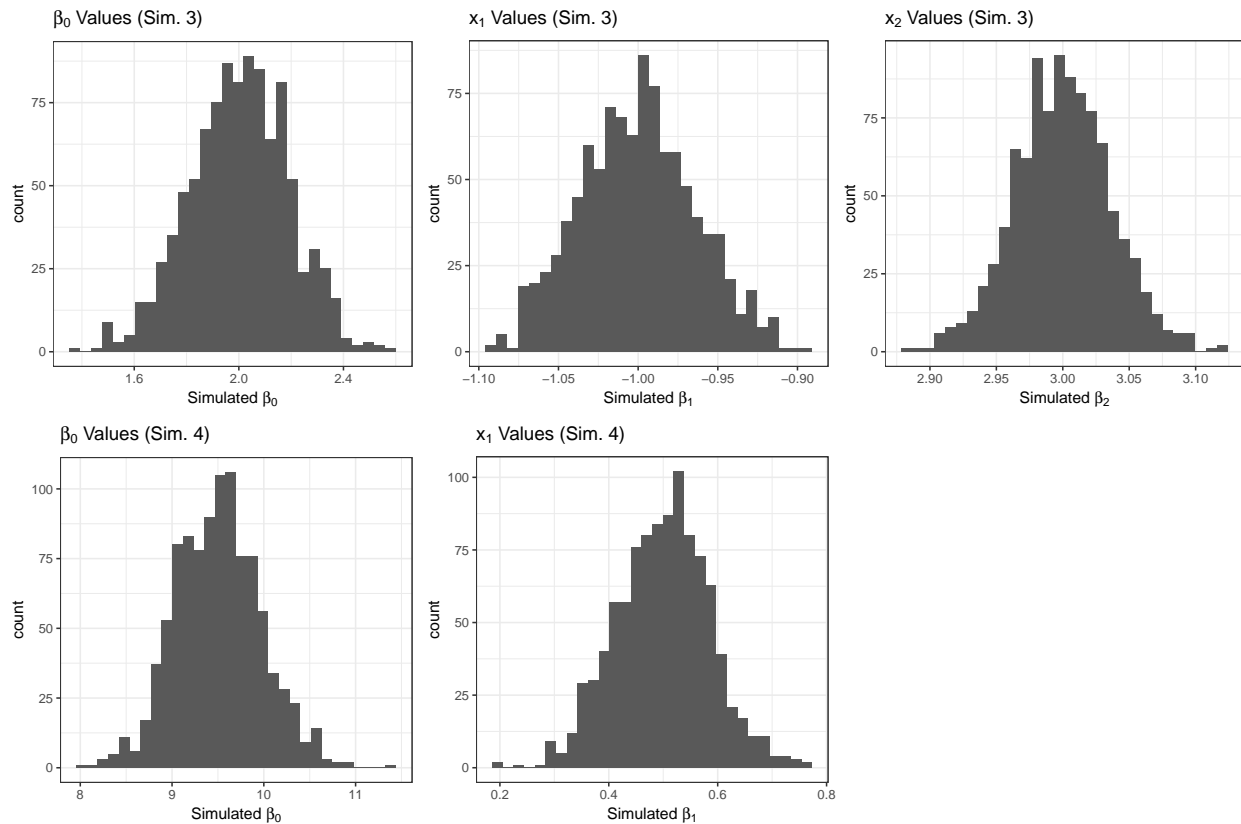 β0 Values (Sim. 3)
x1 Values (Sim. 3)
x2 Values (Sim. 3)
count
75
50
25
0
1.6 2.0 2.4
Simulated β0
count
75
50
25
0
−1.10 −1.05 −1.00 −0.95 −0.90
Simulated β1
count
75
50
25
0
2.90 2.95 3.00 3.05 3.10
Simulated β2
β0 Values (Sim. 4)
x1 Values (Sim. 4)
count
100
75
50
25
0
8 9 10 11
Simulated β0
count
100
75
50
25
0
0.2 0.4 0.6 0.8
Simulated β1